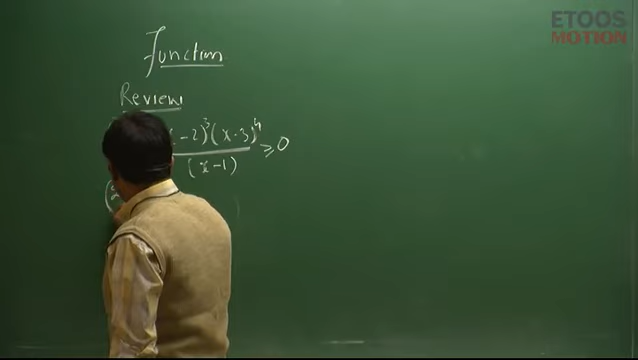 ETOOS
MOTION
Function
Review
-2)³(x-3)⁴
≥0
(x-1)